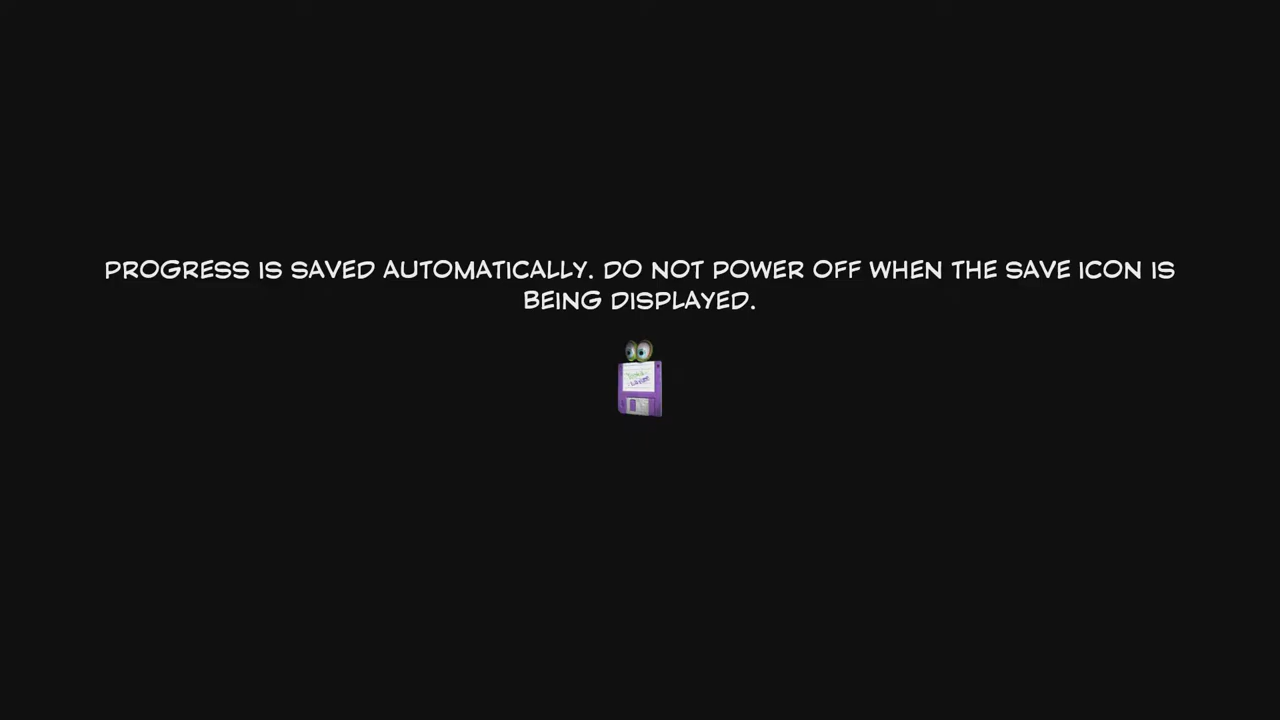 PROGRESS IS SAVED AUTOMATICALLY. DO NOT POWER OFF WHEN THE SAVE ICON IS
BEING DISPLAYED.